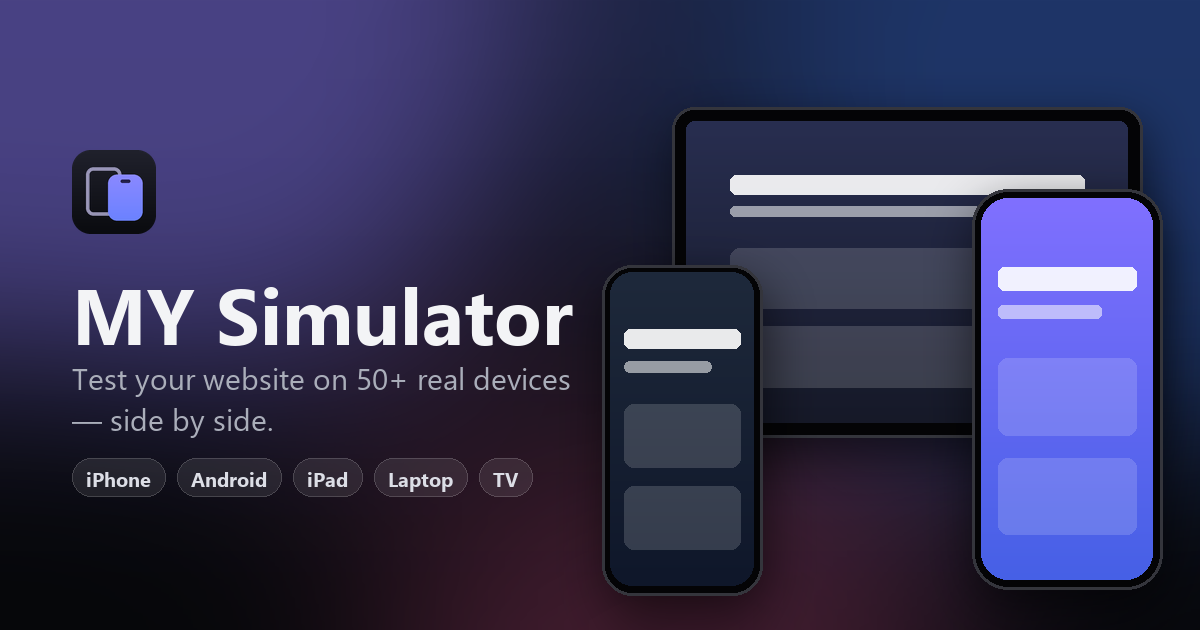 MY Simulator
Test your website on 50+ real devices
— side by side.
iPhone Android iPad Laptop TV